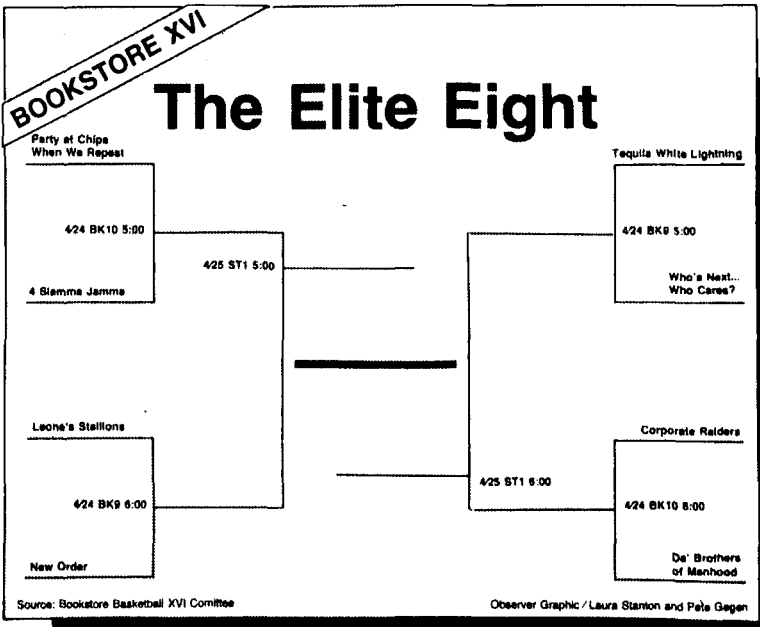 BOOKSTORE XVI
The Elite Eight
Party at Chips
When We Repeat
4/24 BK10 5:00
4 Slamma Jamma
4/25 ST1 5:00
Leone's Stallions
4/24 BK9 6:00
New Order
Tequila White Lightning
4/24 BK9 5:00
Who's Next...
Who Cares?
Corporate Raiders
4/25 ST1 6:00
4/24 BK10 6:00
Da' Brothers
of Manhood
Source: Bookstore Basketball XVI Comittee
Observer Graphic / Laura Stanton and Pete Gegen